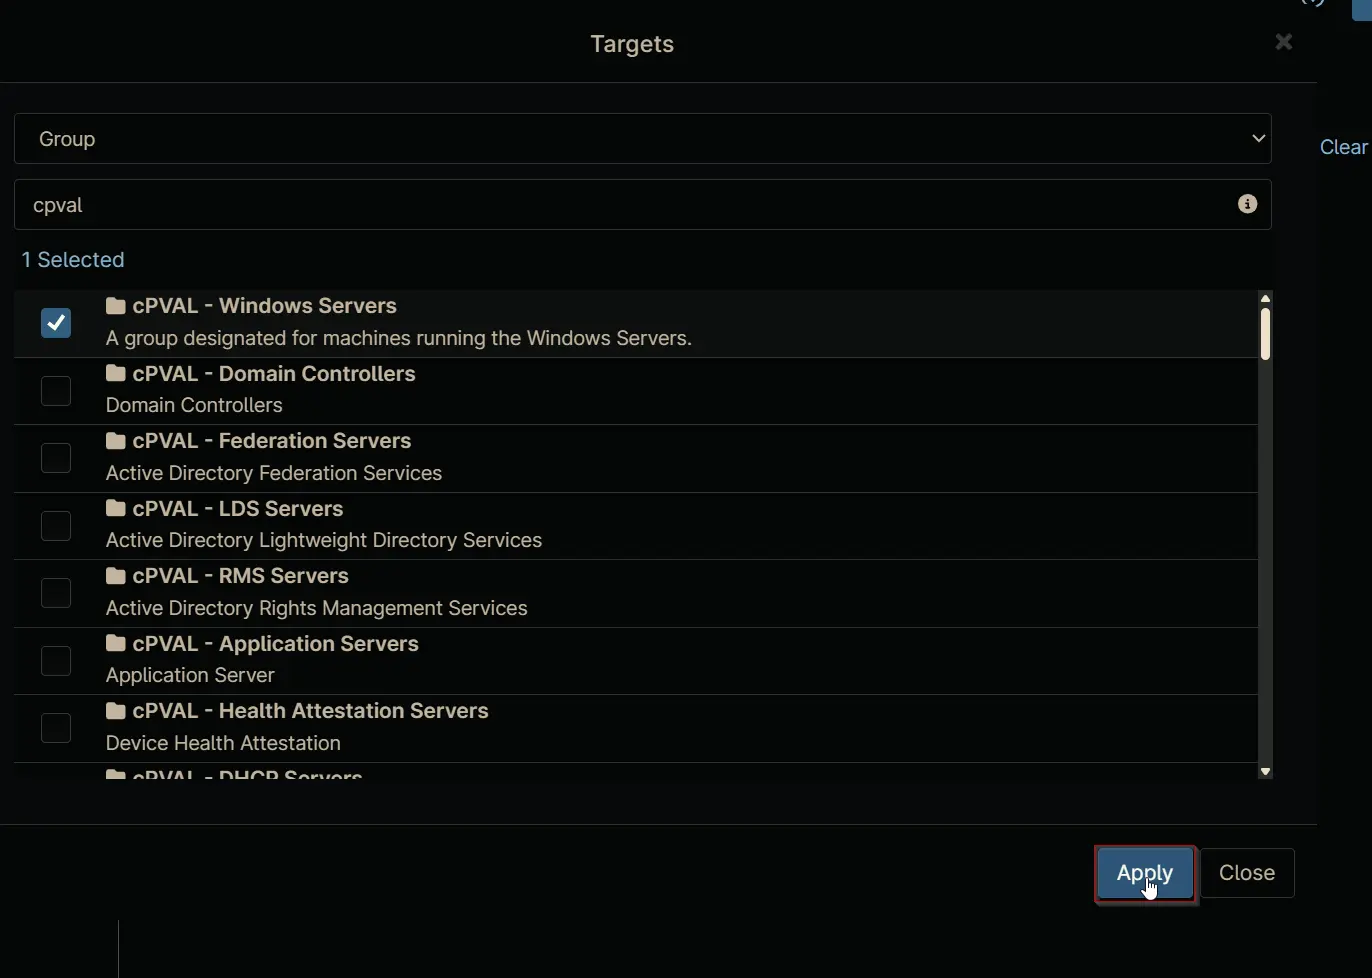 Targets
Group
Clear
cpval
1 Selected
cPVAL - Windows Servers
A group designated for machines running the Windows Servers.
cPVAL - Domain Controllers
Domain Controllers
cPVAL - Federation Servers
Active Directory Federation Services
cPVAL - LDS Servers
Active Directory Lightweight Directory Services
cPVAL - RMS Servers
Active Directory Rights Management Services
cPVAL - Application Servers
Application Server
cPVAL - Health Attestation Servers
Device Health Attestation
cPVAL - DHCP Servers
Apply
Close